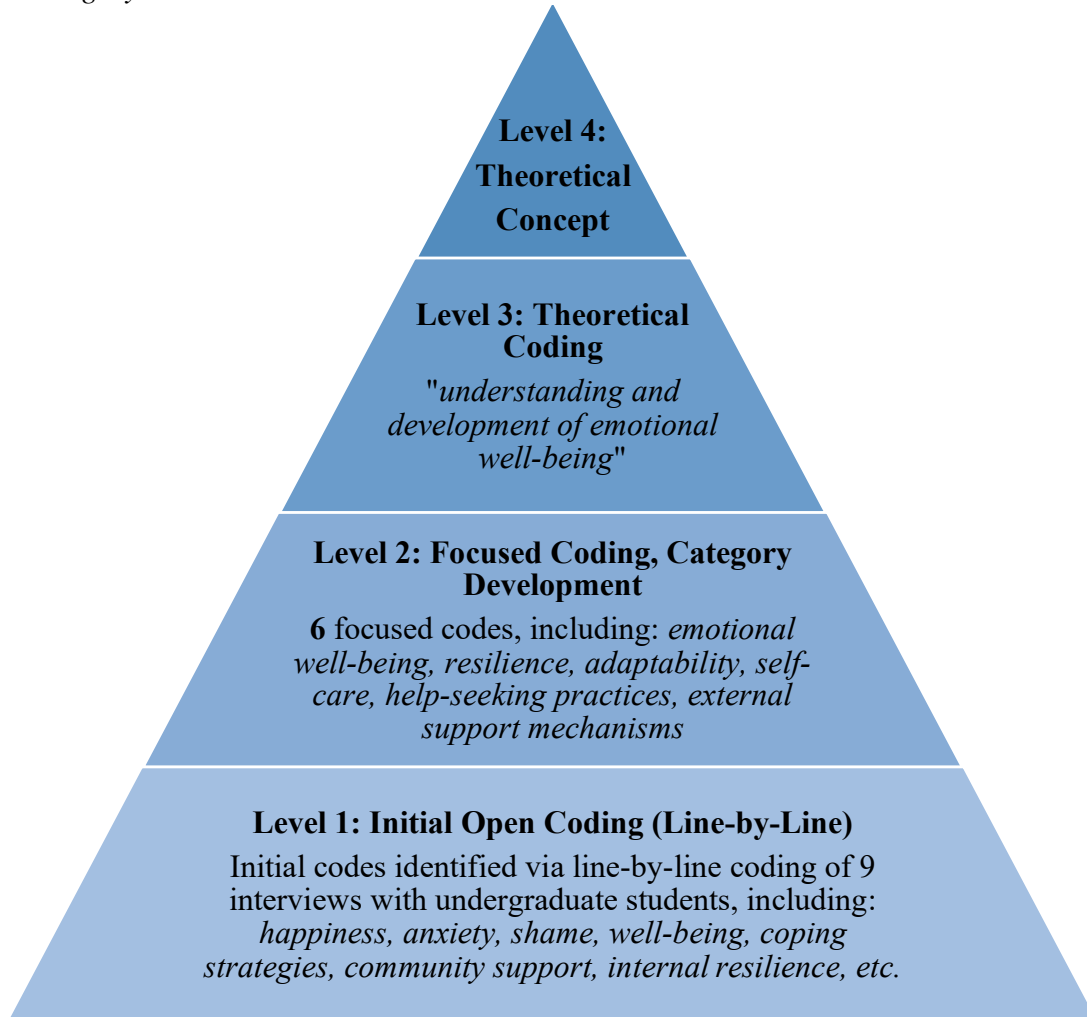 Level 4:
Theoretical
Concept
Level 3: Theoretical
Coding
"understanding and
development of emotional
well-being"
Level 2: Focused Coding, Category
Development
6 focused codes, including: emotional
well-being, resilience, adaptability, self-
care, help-seeking practices, external
support mechanisms
Level 1: Initial Open Coding (Line-by-Line)
Initial codes identified via line-by-line coding of 9
interviews with undergraduate students, including:
happiness, anxiety, shame, well-being, coping
strategies, community support, internal resilience, etc.